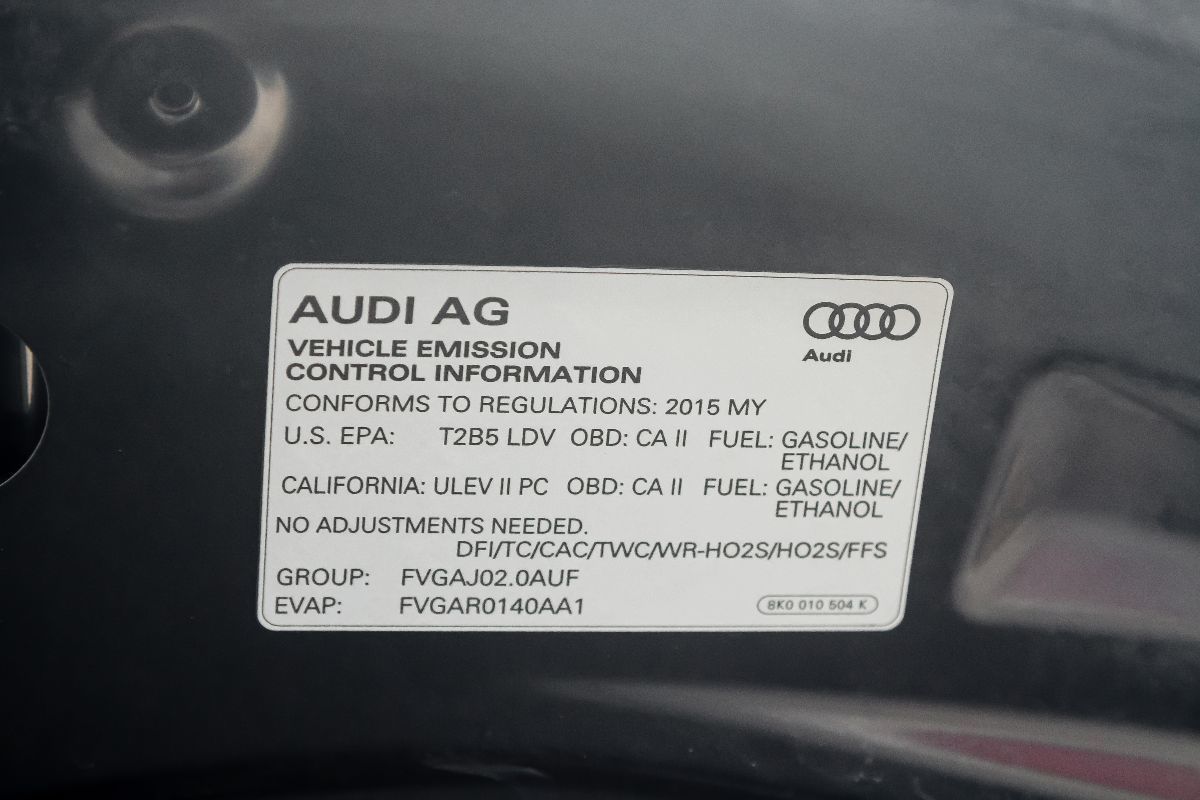 AUDI AG
Audi
VEHICLE EMISSION
CONTROL INFORMATION
CONFORMS TO REGULATIONS: 2015 MY
U.S. EPA: T2B5 LDV OBD: CA II FUEL: GASOLINE/
ETHANOL
CALIFORNIA: ULEV II PC OBD: CA II FUEL: GASOLINE/
ETHANOL
NO ADJUSTMENTS NEEDED.
DFI/TC/CAC/TWC/WR-HO2S/HO2S/FFS
GROUP: FVGAJ02.0AUF
EVAP: FVGAR0140AA1
8K0 010 504 K